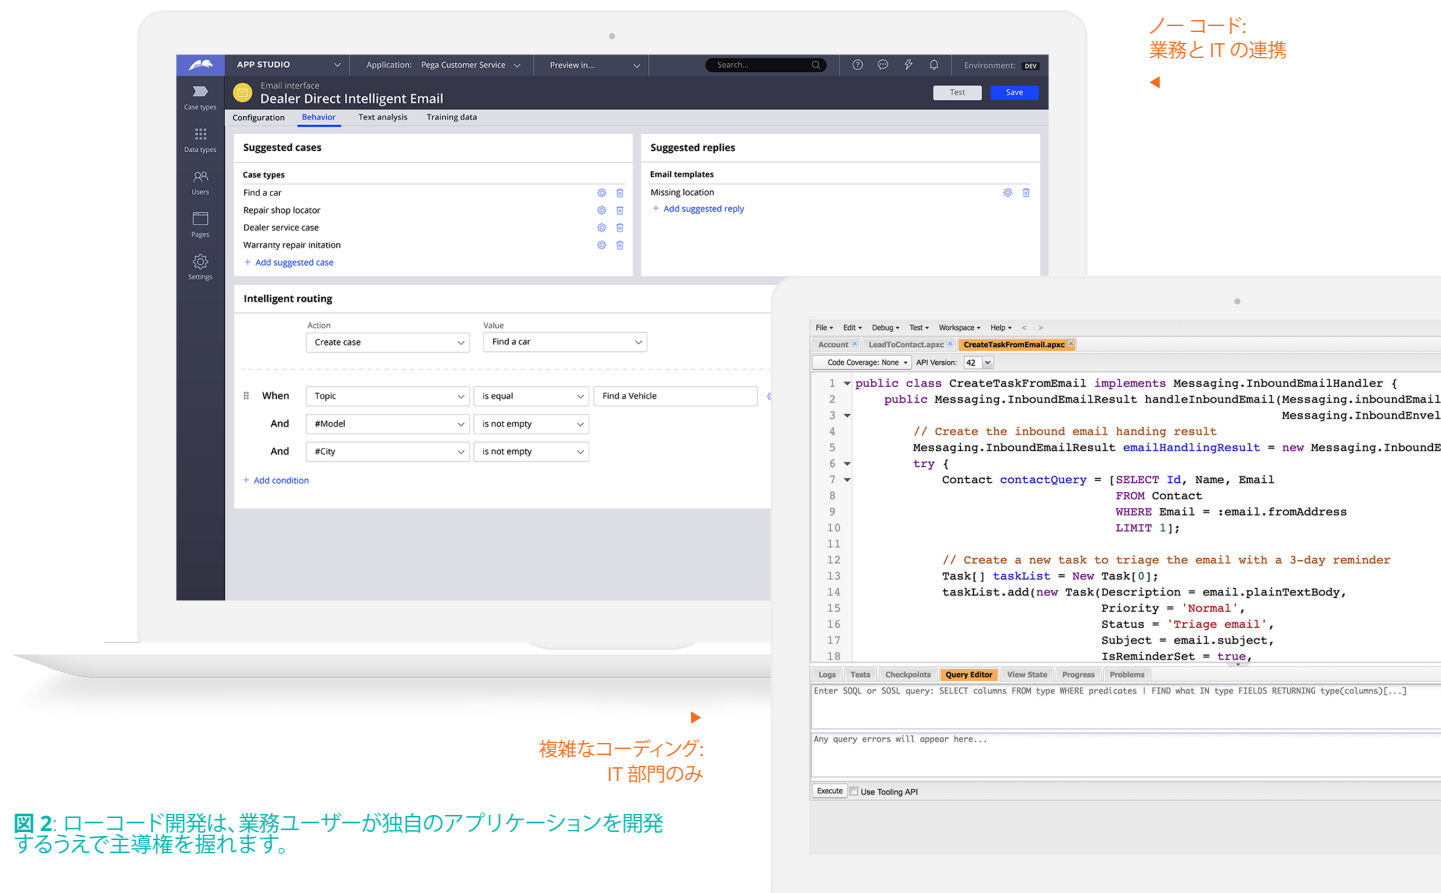 ノー コード:
業務と IT の連携
APP STUDIO
Application: Pega Customer Service
Preview in...
Search...
Environment: DEV
Email interface
Dealer Direct Intelligent Email
Test
Save
Case types
Data types
Users
Pages
Settings
Configuration
Behavior
Text analysis
Training data
Suggested cases
Case types
Find a car
Repair shop locator
Dealer service case
Warranty repair initation
+ Add suggested case
Suggested replies
Email templates
Missing location
+ Add suggested reply
Intelligent routing
Action
Value
Create case
Find a car
When Topic is equal Find a Vehicle
And #Model is not empty
And #City is not empty
+ Add condition
File Edit Debug Test Workspace Help < >
Account LeadToContact.apxc CreateTaskFromEmail.apxc
Code Coverage: None API Version: 42
1 public class CreateTaskFromEmail implements Messaging.InboundEmailHandler {
2 public Messaging.InboundEmailResult handleInboundEmail(Messaging.inboundEmail
3 Messaging.InboundEnvel
4 // Create the inbound email handing result
5 Messaging.InboundEmailResult emailHandlingResult = new Messaging.InboundE
6 try {
7 Contact contactQuery = [SELECT Id, Name, Email
8 FROM Contact
9 WHERE Email = :email.fromAddress
10 LIMIT 1];
11
12 // Create a new task to triage the email with a 3-day reminder
13 Task[] taskList = New Task[0];
14 taskList.add(new Task(Description = email.plainTextBody,
15 Priority = 'Normal',
16 Status = 'Triage email',
17 Subject = email.subject,
18 IsReminderSet = true,
Logs Tests Checkpoints Query Editor View State Progress Problems
Enter SOQL or SOSL query: SELECT columns FROM type WHERE predicates | FIND what IN type FIELDS RETURNING type(columns)[...]
Any query errors will appear here...
Execute Use Tooling API
複雑なコーディング:
IT 部門のみ
図 2: ローコード開発は、業務ユーザーが独自のアプリケーションを開発
するうえで主導権を握れます。